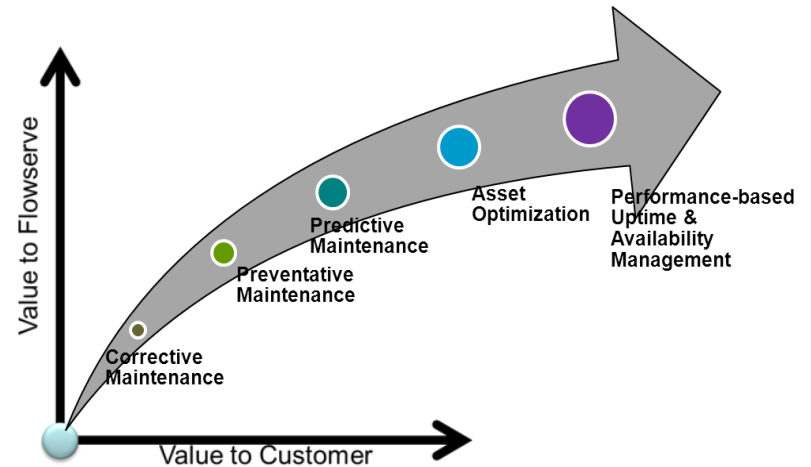 Value to Flowserve
Asset
Optimization
Performance-based
Uptime &
Availability
Management
Predictive
Maintenance
Preventative
Maintenance
Corrective
Maintenance
Value to Customer